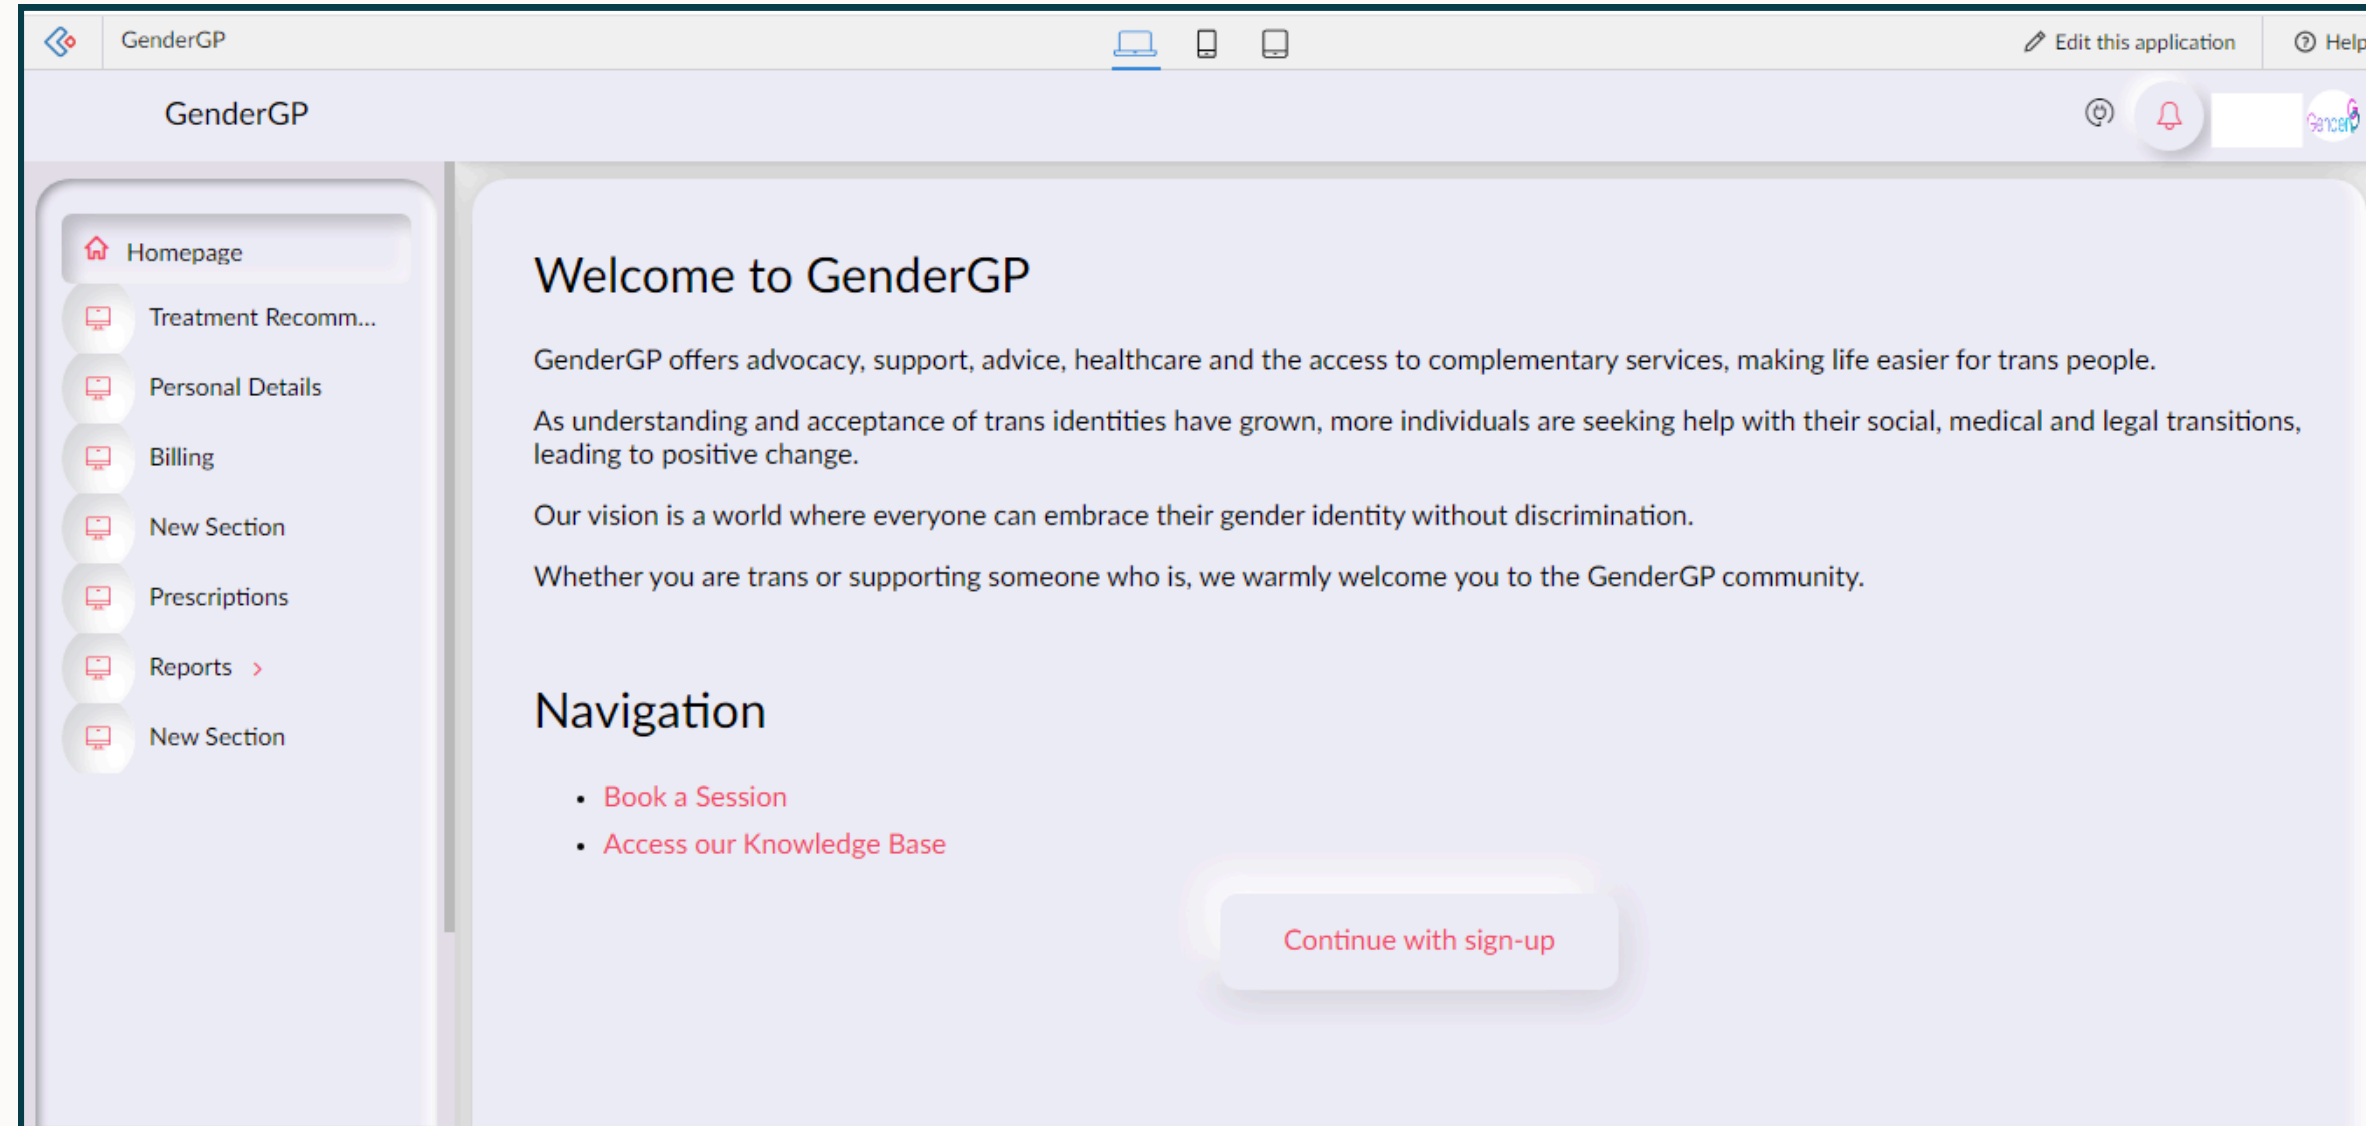 GenderGP
Edit this application
Help
GenderGP
Homepage
Treatment Recomm...
Personal Details
Billing
New Section
Prescriptions
Reports >
New Section
Welcome to GenderGP
GenderGP offers advocacy, support, advice, healthcare and the access to complementary services, making life easier for trans people.
As understanding and acceptance of trans identities have grown, more individuals are seeking help with their social, medical and legal transitions,
leading to positive change.
Our vision is a world where everyone can embrace their gender identity without discrimination.
Whether you are trans or supporting someone who is, we warmly welcome you to the GenderGP community.
Navigation
• Book a Session
• Access our Knowledge Base
Continue with sign-up